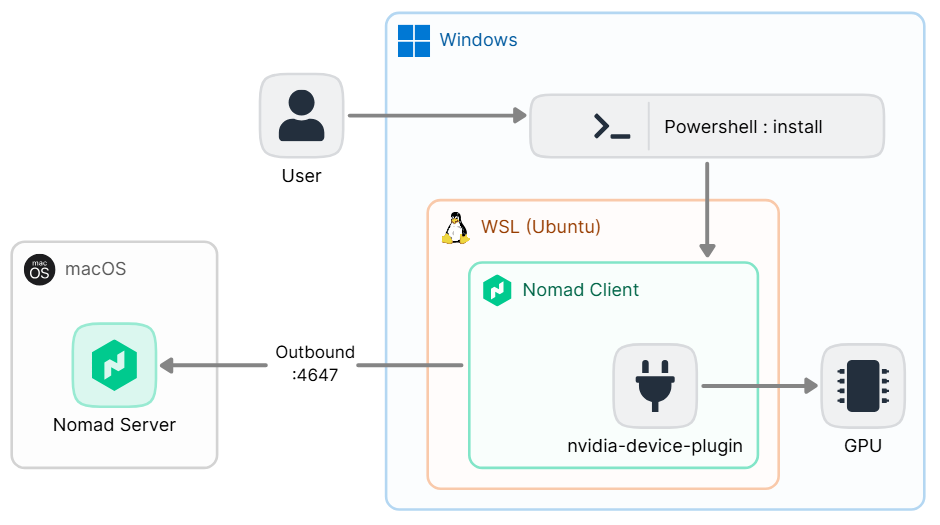 Windows
Powershell : install
User
WSL (Ubuntu)
mac
OS
macOS
Nomad Client
Outbound
:4647
Nomad Server
nvidia-device-plugin
GPU